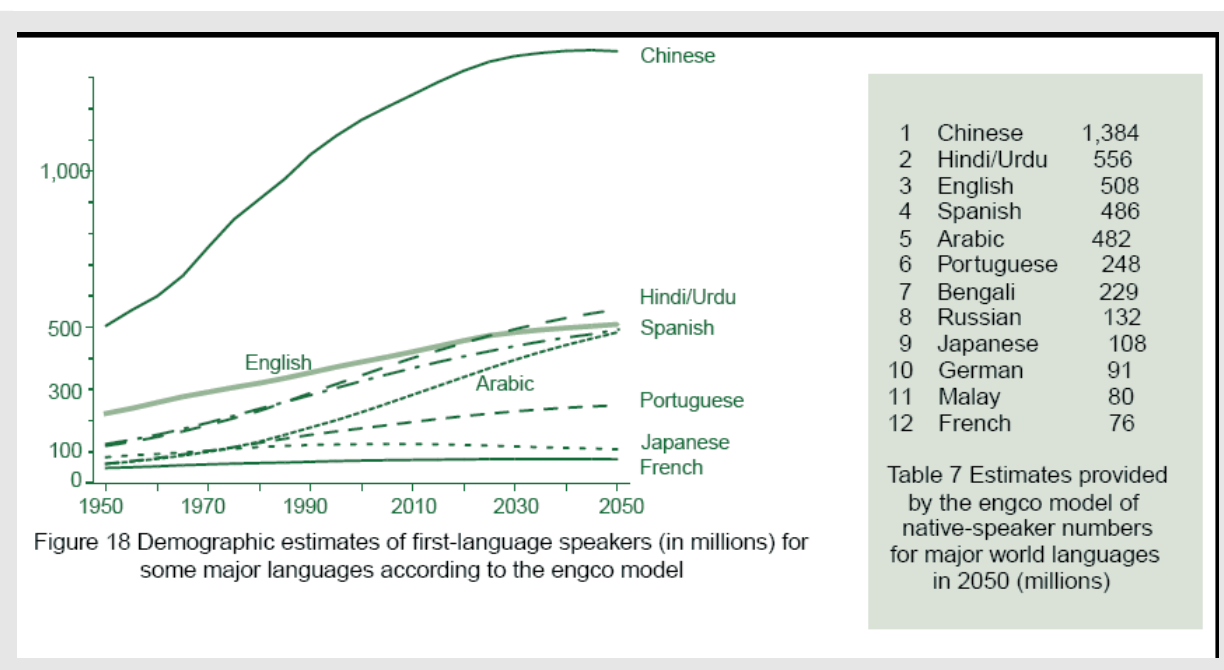 Chinese
1,000
Hindi/Urdu
500
Spanish
English
300
Arabic
Portuguese
100
Japanese
0
French
1950 1970 1990 2010 2030 2050
Figure 18 Demographic estimates of first-language speakers (in millions) for
some major languages according to the engco model
1 Chinese 1,384
2 Hindi/Urdu 556
3 English 508
4 Spanish 486
5 Arabic 482
6 Portuguese 248
7 Bengali 229
8 Russian 132
9 Japanese 108
10 German 91
11 Malay 80
12 French 76
Table 7 Estimates provided
by the engco model of
native-speaker numbers
for major world languages
in 2050 (millions)